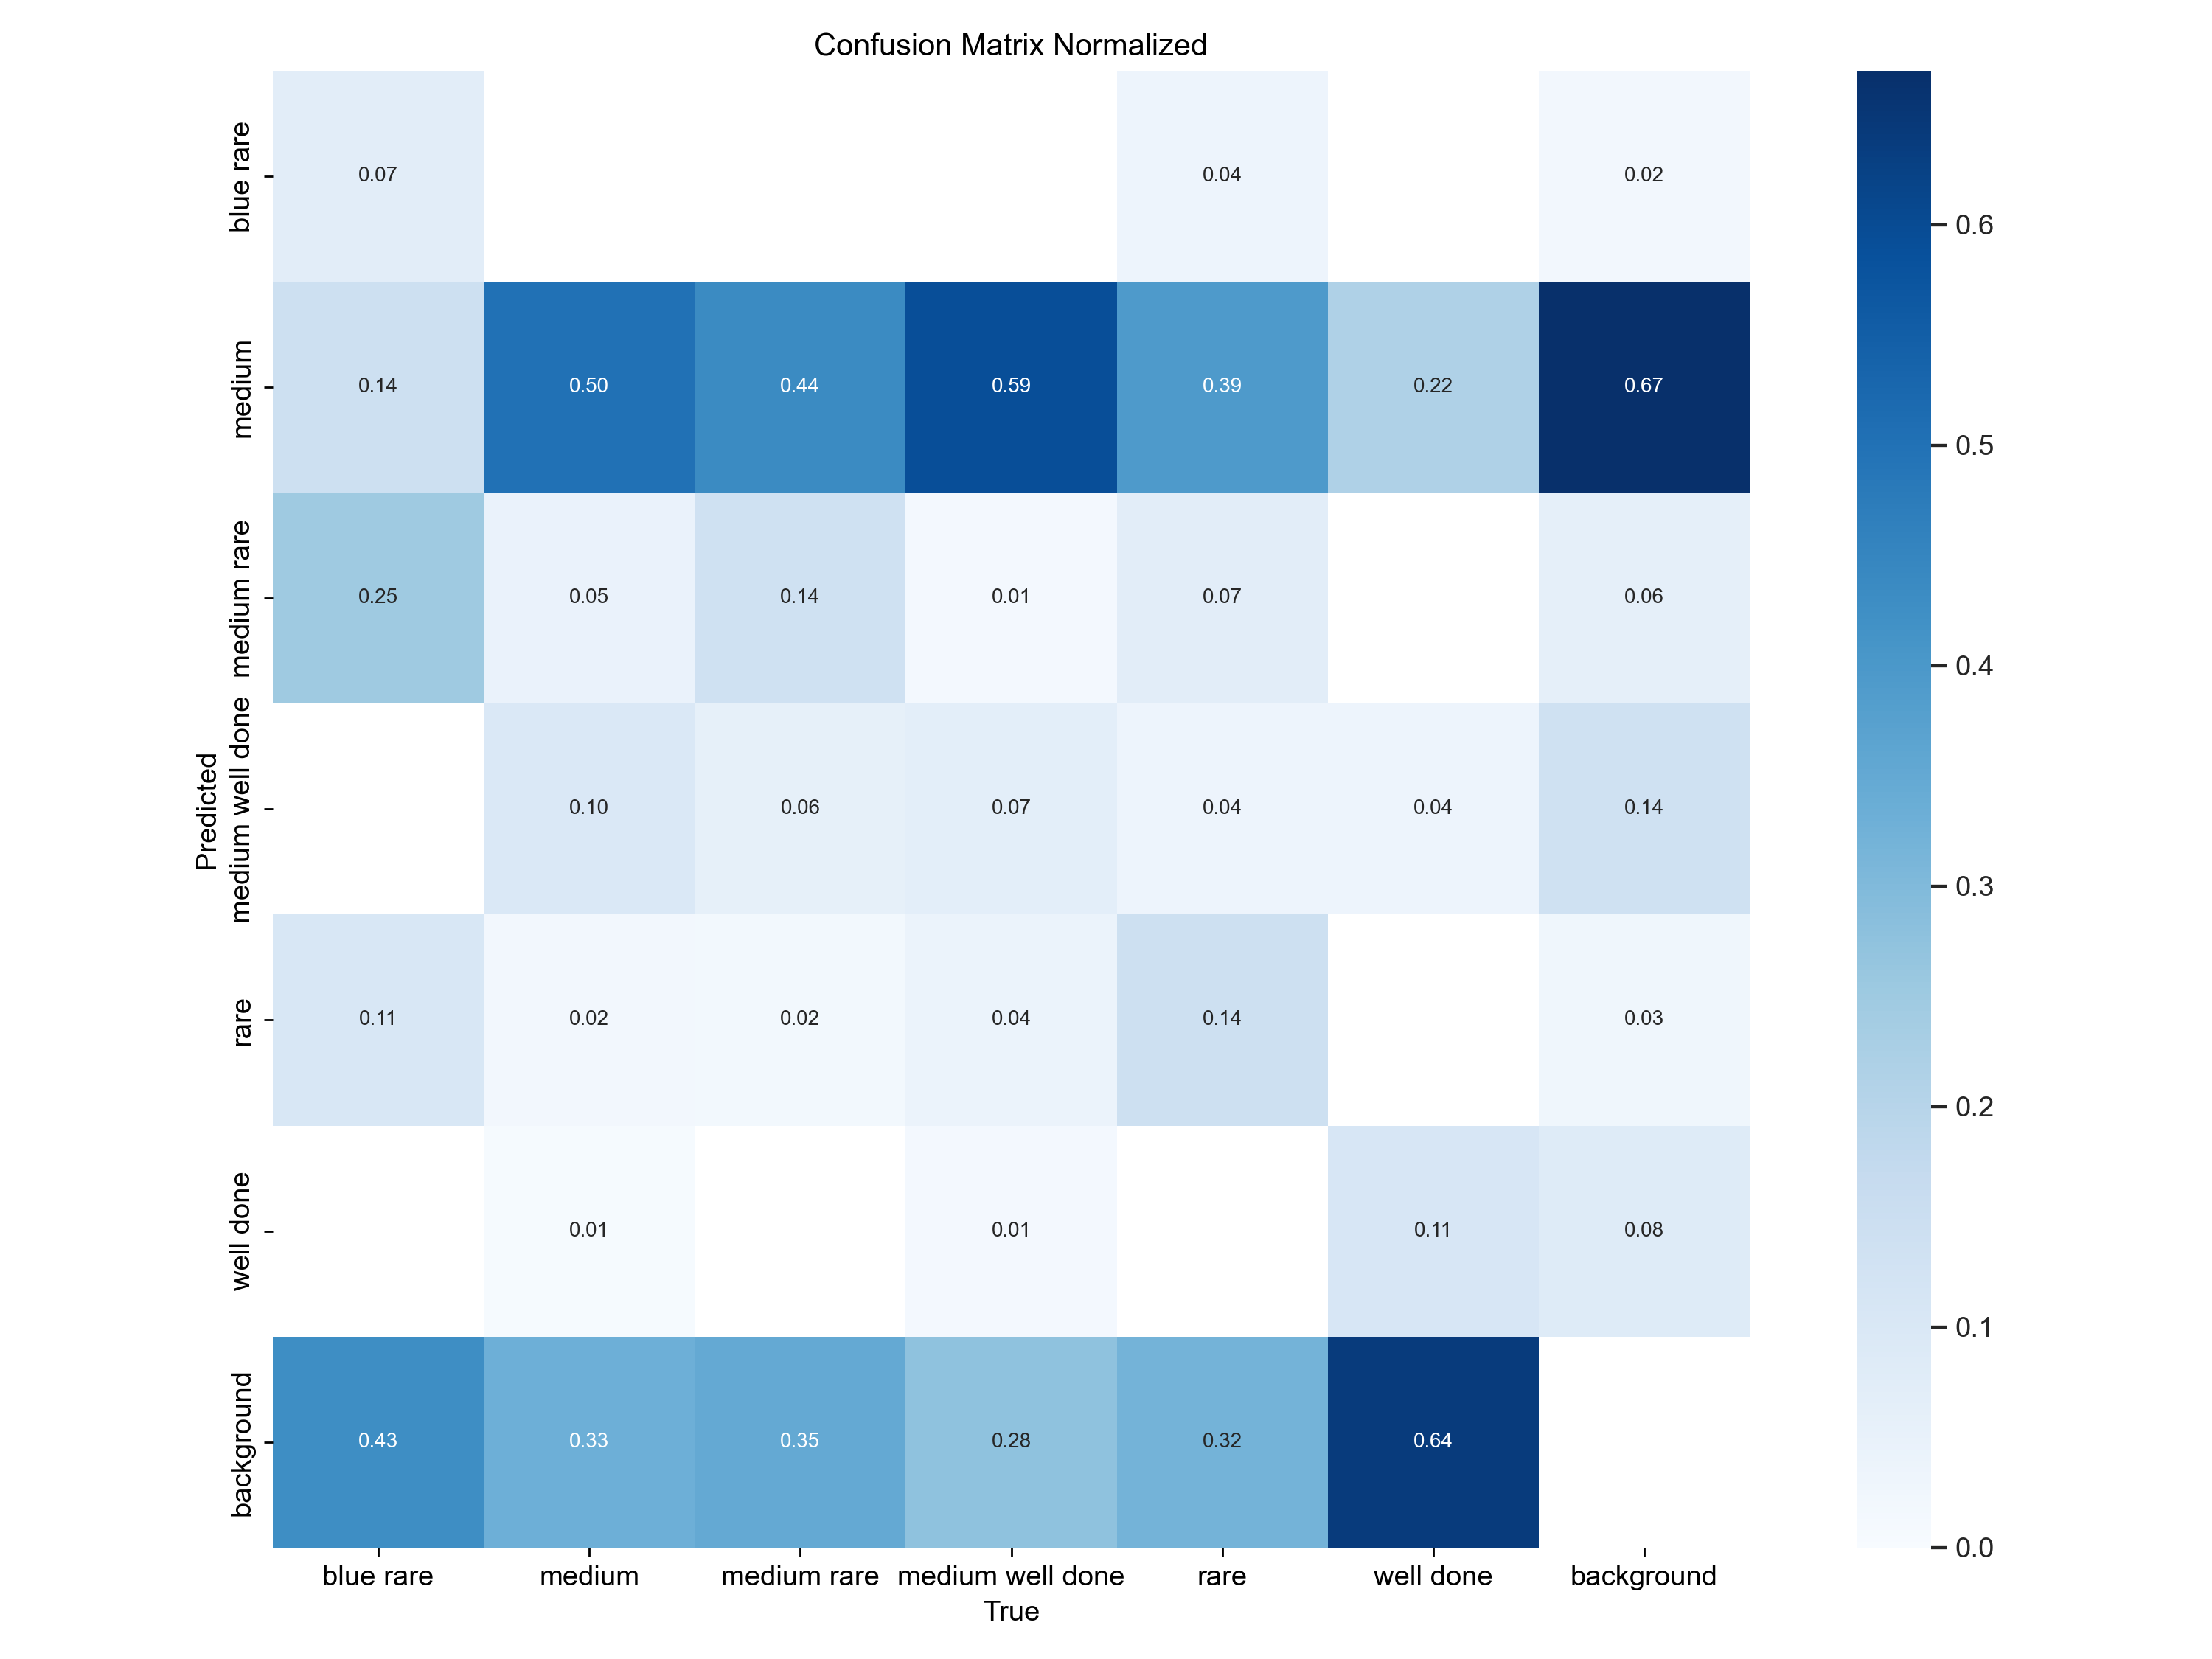 Confusion Matrix Normalized
blue rare
0.07
0.04
0.02
medium
0.14
0.50
0.44
0.59
0.39
0.22
0.67
medium rare
0.25
0.05
0.14
0.01
0.07
0.06
Predicted
medium well done
0.10
0.06
0.07
0.04
0.04
0.14
rare
0.11
0.02
0.02
0.04
0.14
0.03
well done
0.01
0.01
0.11
0.08
background
0.43
0.33
0.35
0.28
0.32
0.64
blue rare
medium
medium rare
medium well done
rare
well done
background
True
0.6
0.5
0.4
0.3
0.2
0.1
0.0